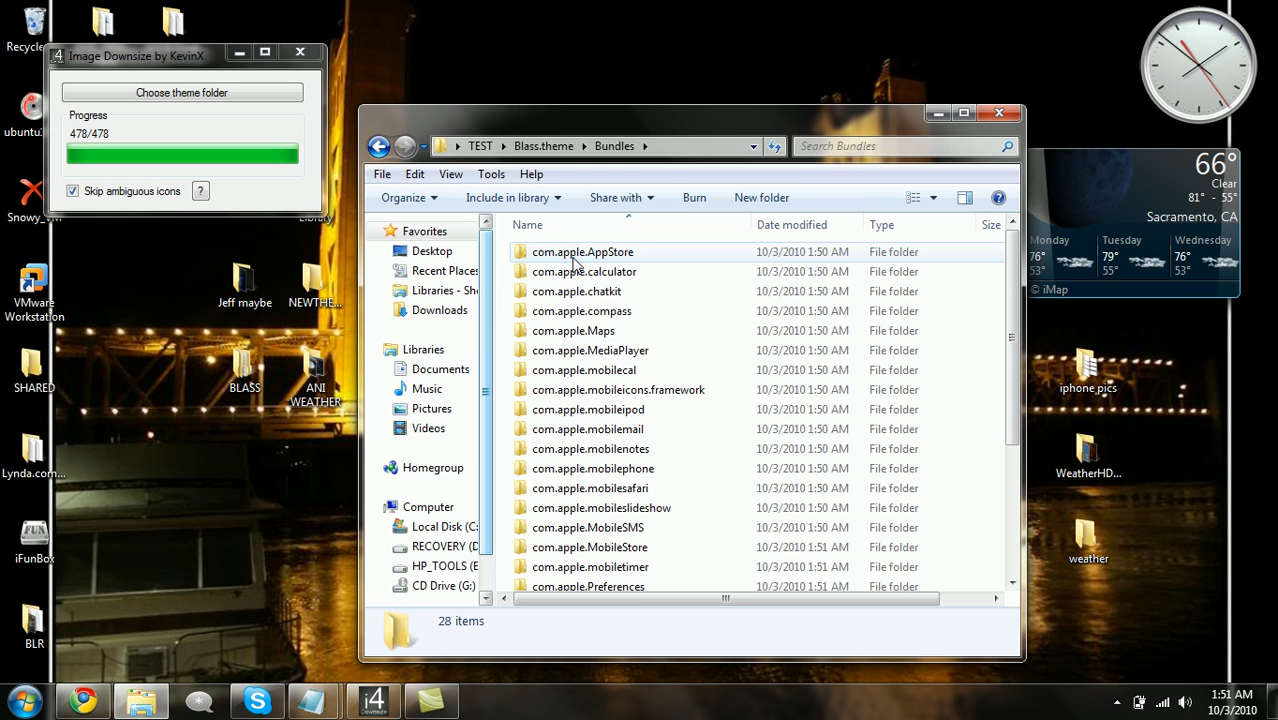 Recycle
ubuntu
Snowy_VM
VMware
Workstation
SHARED
Lynda.com...
iFunBox
BLR
Image Downsize by KevinX
Choose theme folder
Progress
478/478
Skip ambiguous icons
?
Jeff maybe
NEWTHE...
BLASS
ANI
WEATHER
TEST
Blass.theme
Bundles
Search Bundles
File Edit View Tools Help
Organize Include in library Share with Burn New folder
Favorites
Desktop
Recent Places
Libraries - Sh
Downloads
Libraries
Documents
Music
Pictures
Videos
Homegroup
Computer
Local Disk (C:
RECOVERY (D
HP_TOOLS (E
CD Drive (G:)
Name Date modified Type Size
com.apple.AppStore 10/3/2010 1:50 AM File folder
com.apple.calculator 10/3/2010 1:50 AM File folder
com.apple.chatkit 10/3/2010 1:50 AM File folder
com.apple.compass 10/3/2010 1:50 AM File folder
com.apple.Maps 10/3/2010 1:50 AM File folder
com.apple.MediaPlayer 10/3/2010 1:50 AM File folder
com.apple.mobilecal 10/3/2010 1:50 AM File folder
com.apple.mobileicons.framework 10/3/2010 1:50 AM File folder
com.apple.mobileipod 10/3/2010 1:50 AM File folder
com.apple.mobilemail 10/3/2010 1:50 AM File folder
com.apple.mobilenotes 10/3/2010 1:50 AM File folder
com.apple.mobilephone 10/3/2010 1:50 AM File folder
com.apple.mobilesafari 10/3/2010 1:50 AM File folder
com.apple.mobileslideshow 10/3/2010 1:50 AM File folder
com.apple.MobileSMS 10/3/2010 1:50 AM File folder
com.apple.MobileStore 10/3/2010 1:51 AM File folder
com.apple.mobiletimer 10/3/2010 1:51 AM File folder
com.apple.Preferences 10/3/2010 1:51 AM File folder
28 items
66°
Clear
81° - 55°
Sacramento, CA
Monday Tuesday Wednesday
76° 79° 76°
53° 55° 53°
© iMap
iphone pics
WeatherHD...
weather
i4
Downsize
1:51 AM
10/3/2010